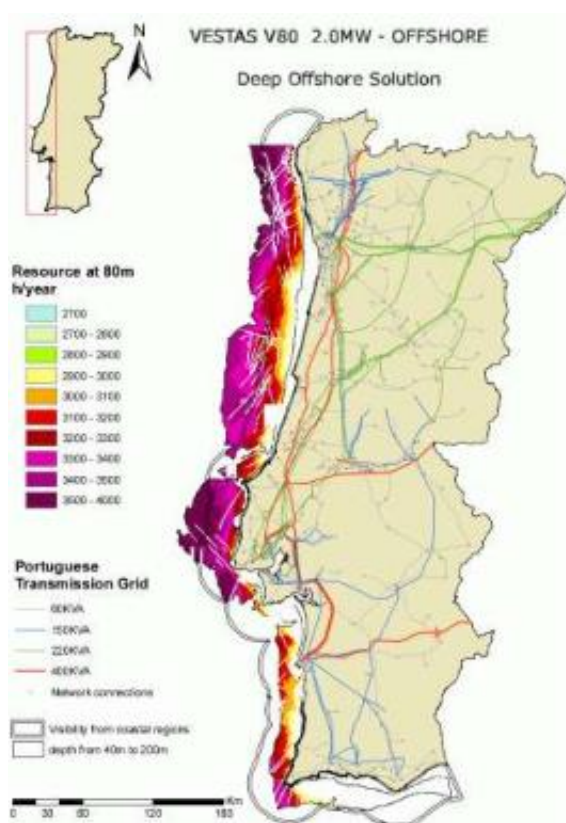 VESTAS V80 2.0MW - OFFSHORE
Deep Offshore Solution
N
Resource at 80m
h/year
2700
2700 - 2800
2800 - 2900
2900 - 3000
3000 - 3100
3100 - 3200
3200 - 3300
3300 - 3400
3400 - 3500
3500 - 4000
Portuguese
Transmission Grid
60KVA
150KVA
220KVA
400KVA
Network connections
Visibility from coastal regions
depth from 40m to 200m
0 30 60 120 180 Km